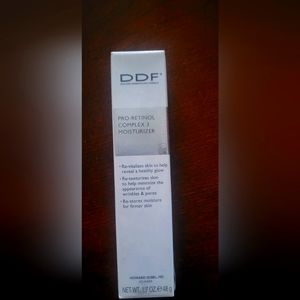 DDF®
PRO-RETINOL
COMPLEX 3
MOISTURIZER
• Re-vitalizes skin to help
reveal a healthy glow
• Re-texturizes skin
to help minimize the
appearance of
wrinkles & pores
• Re-stores moisture
for firmer skin
HOWARD SOBEL, MD
FOUNDER
NET WT. 1.7 OZ. ℮ 48 g